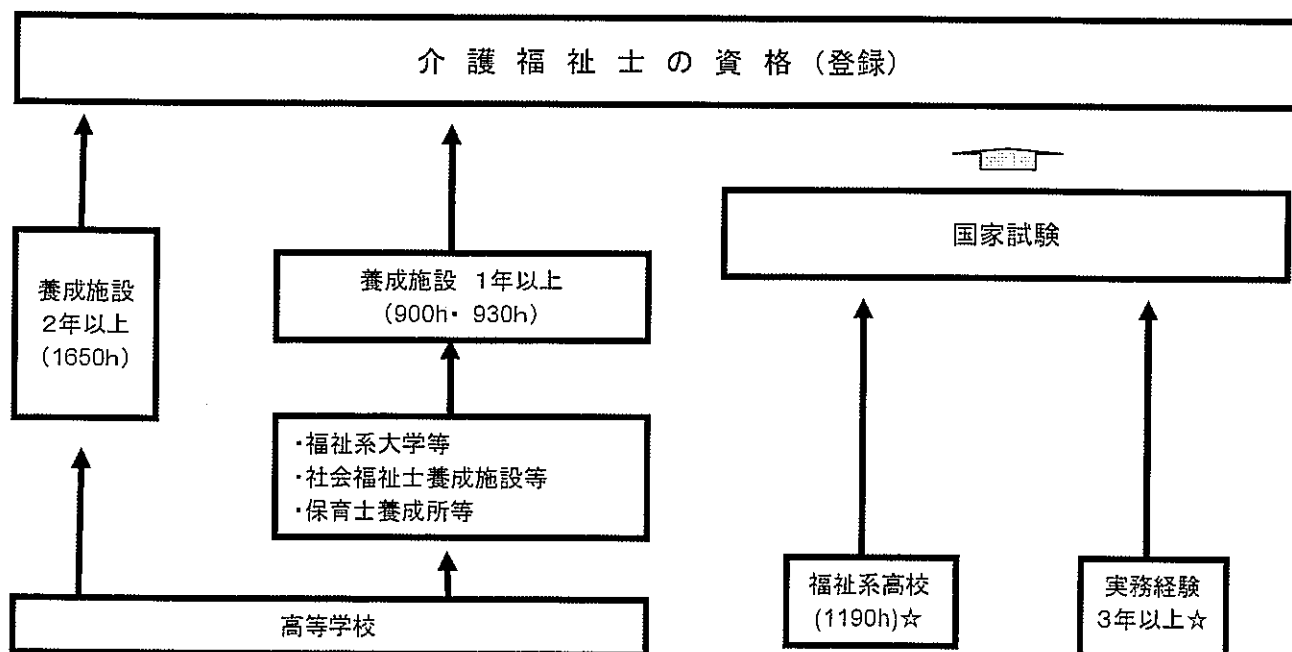 介護福祉士の資格(登録)
国家試験
養成施設
2年以上
(1650h)
養成施設 1年以上
(900h・930h)
・福祉系大学等
・社会福祉士養成施設等
・保育士養成所等
福祉系高校
(1190h)☆
実務経験
3年以上☆
高等学校